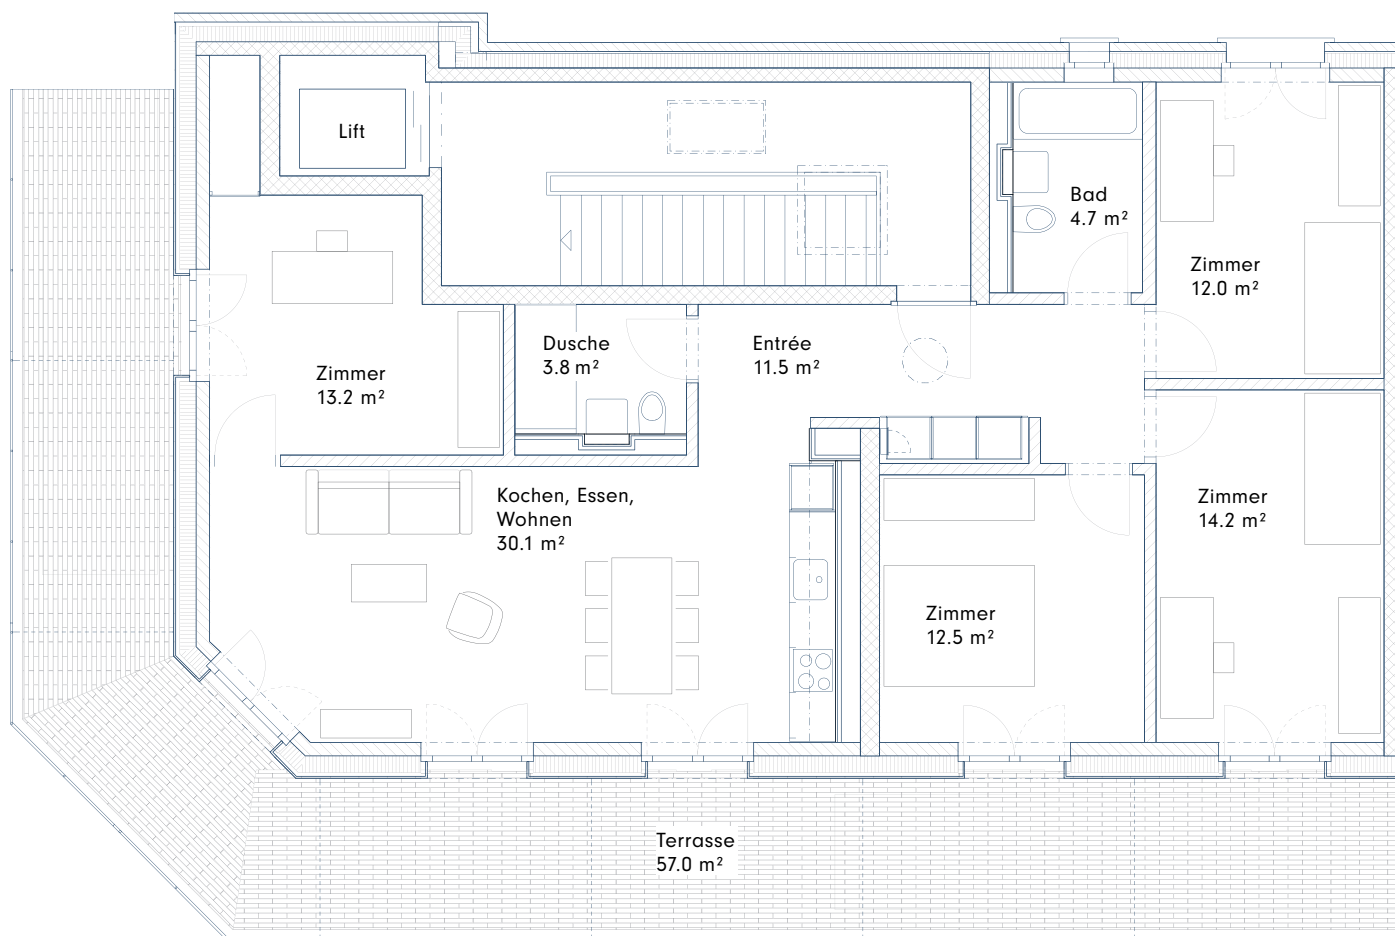 Lift
Bad
4.7 m²
Zimmer
12.0 m²
Dusche
3.8 m²
Entrée
11.5 m²
Zimmer
13.2 m²
Kochen, Essen,
Wohnen
30.1 m²
Zimmer
14.2 m²
Zimmer
12.5 m²
Terrasse
57.0 m²